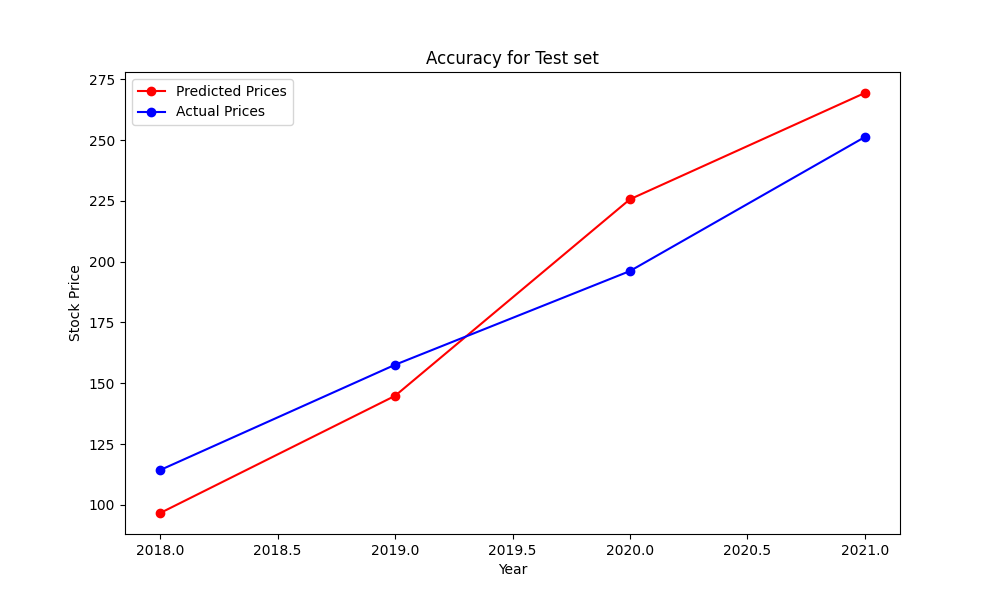 Accuracy for Test set
Predicted Prices
Actual Prices
275
250
225
200
175
150
125
100
Stock Price
2018.0 2018.5 2019.0 2019.5 2020.0 2020.5 2021.0
Year